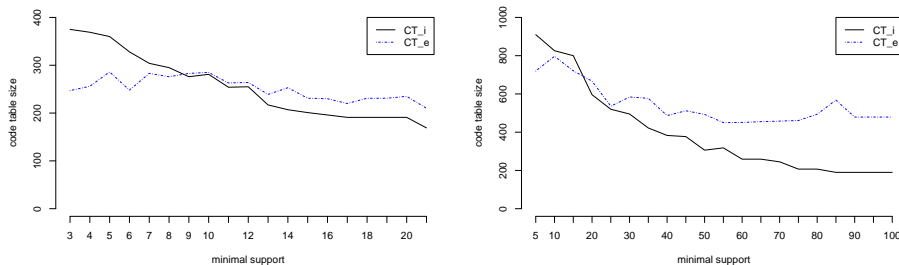 400
300
200
100
0
code table size
CT_i
CT_e
3 4 5 6 7 8 9 10 12 14 16 18 20
minimal support
1000
800
600
400
200
0
code table size
CT_i
CT_e
5 10 20 30 40 50 60 70 80 90 100
minimal support